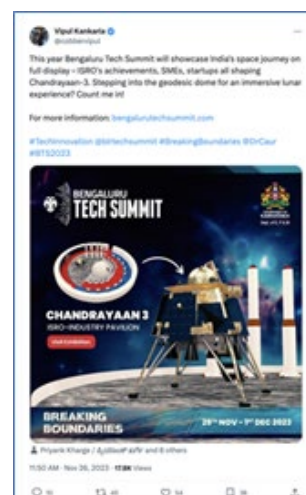 Vipul Kankaria
This year Bengaluru Tech Summit will showcase India's space journey on
full display - ISRO's achievements, SMEs, startups all shaping
Chandrayaan-3. Stepping into the geodesic dome for an immersive lunar
experience? Count me in!
For more information: bengalurutechsummit.com
#TechInnovation @blrtechsummit #BreakingBoundaries @DrCaur
#BTS2023
BENGALURU
TECH SUMMIT
CHANDRAYAAN 3
ISRO-INDUSTRY PAVILION
Visit Exhibition
BREAKING
BOUNDARIES
29TH NOV - 1ST DEC 2023
Priyank Kharge / and 6 others
11:50 AM · Nov 26, 2023 · Views